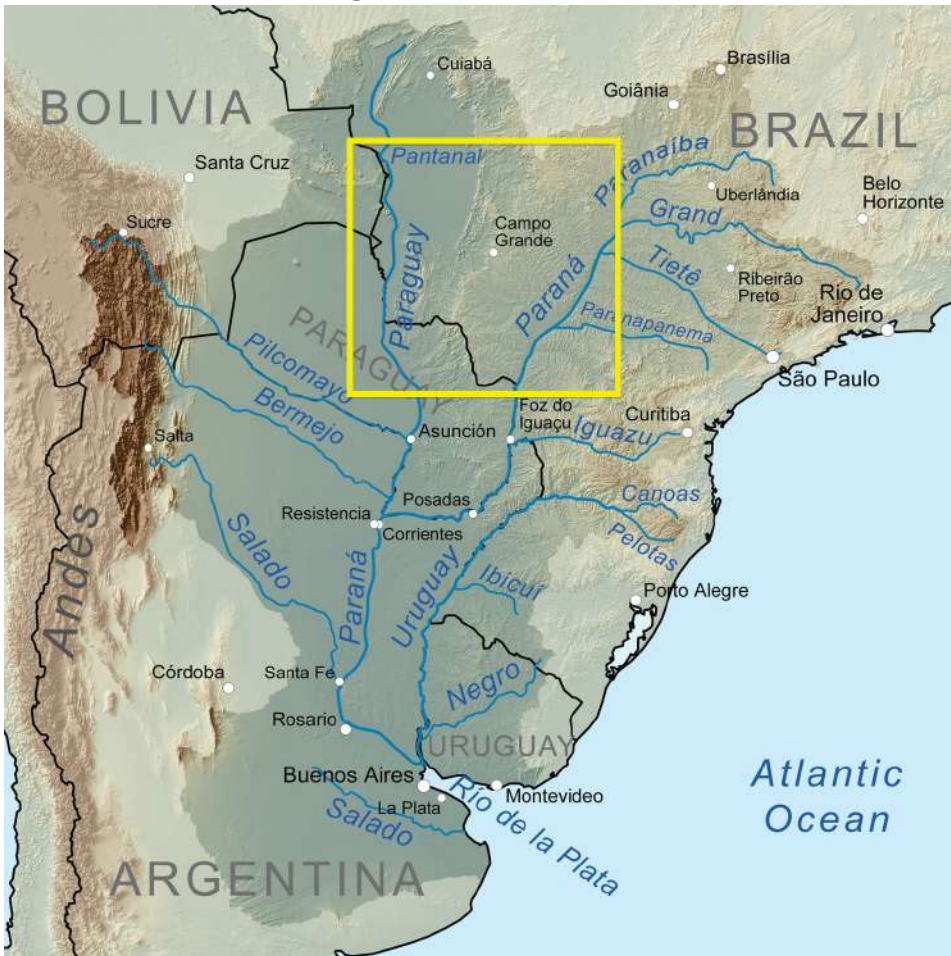 Cuiabá
Brasília
Goiânia
BOLIVIA
BRAZIL
Santa Cruz
Pantanal
Paranaíba
Uberlândia
Belo
Horizonte
Sucre
Campo
Grande
Grand
Tietê
Ribeirão
Preto
Rio de
Janeiro
Paraguay
Paraná
PARAGUAY
Paranapanema
São Paulo
Pilcomayo
Bermejo
Foz do
Iguaçu
Curitiba
Iguazu
Asunción
Salta
Posadas
Canoas
Resistencia
Corrientes
Pelotas
Salado
Paraná
Uruguay
Ibicuí
Porto Alegre
Andes
Córdoba
Santa Fe
Negro
Rosario
URUGUAY
Buenos Aires
Montevideo
La Plata
Río de la Plata
Salado
Atlantic
Ocean
ARGENTINA